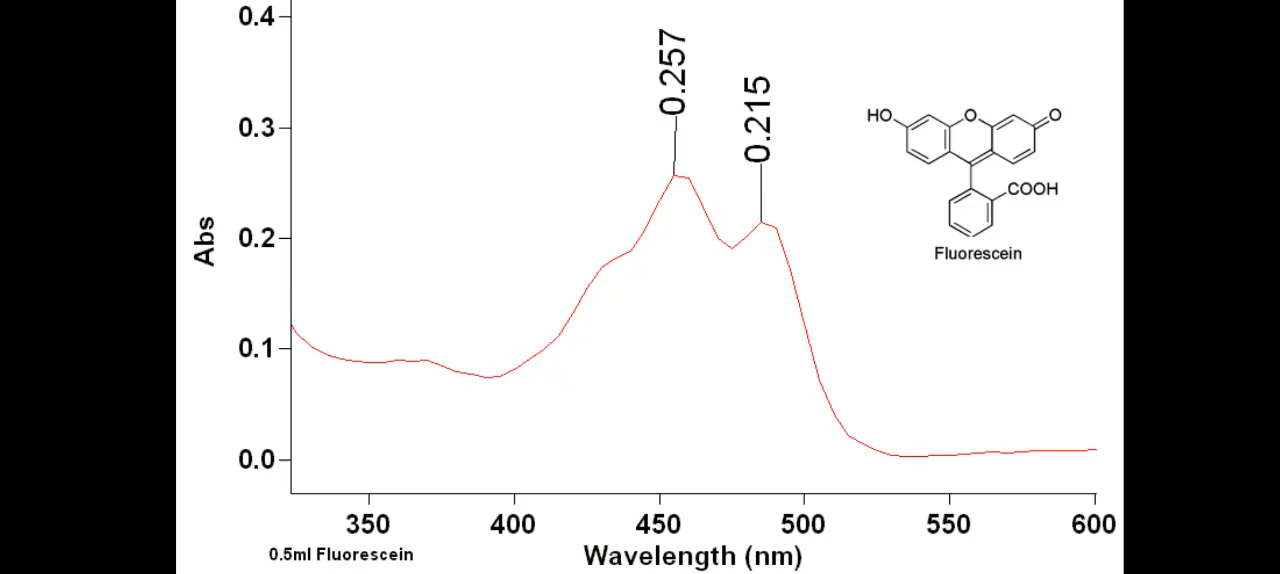 0.4
0.257
0.215
0.3
HO
O
O
COOH
0.2
Fluorescein
Abs
0.1
0.0
350
400
450
500
550
600
0.5ml Fluorescein
Wavelength (nm)